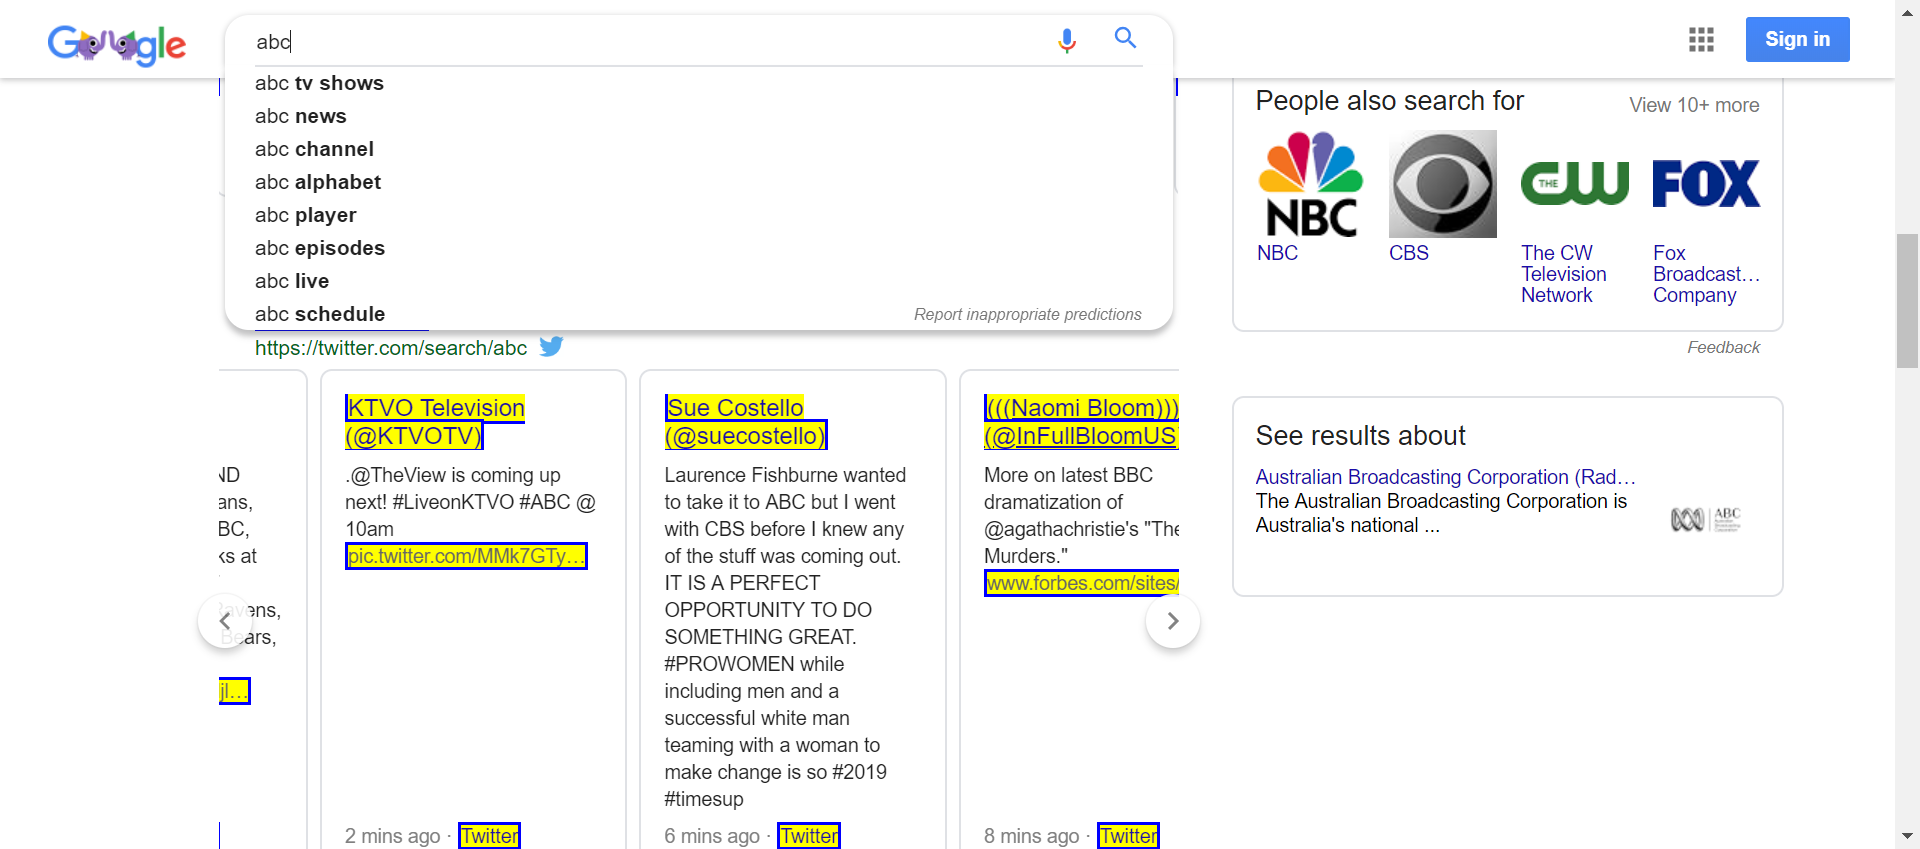 Google
abc
Sign in
abc tv shows
abc news
abc channel
abc alphabet
abc player
abc episodes
abc live
abc schedule
Report inappropriate predictions
https://twitter.com/search/abc
ND
ans,
BC,
ks at
Ravens,
Bears,
jl…
KTVO Television
(@KTVOTV)
.@TheView is coming up
next! #LiveonKTVO #ABC @
10am
pic.twitter.com/MMk7GTy…
2 mins ago · Twitter
Sue Costello
(@suecostello)
Laurence Fishburne wanted
to take it to ABC but I went
with CBS before I knew any
of the stuff was coming out.
IT IS A PERFECT
OPPORTUNITY TO DO
SOMETHING GREAT.
#PROWOMEN while
including men and a
successful white man
teaming with a woman to
make change is so #2019
#timesup
6 mins ago · Twitter
(((Naomi Bloom)))
(@InFullBloomUS
More on latest BBC
dramatization of
@agathachristie's "The
Murders."
www.forbes.com/sites/
8 mins ago · Twitter
People also search for
View 10+ more
NBC
THE CW
FOX
NBC
CBS
The CW
Television
Network
Fox
Broadcast…
Company
Feedback
See results about
Australian Broadcasting Corporation (Rad…
The Australian Broadcasting Corporation is
Australia's national ...
ABC